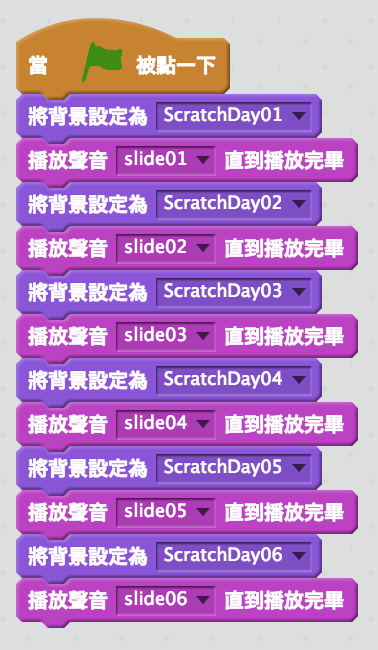 當 被點一下
將背景設定為 ScratchDay01
播放聲音 slide01 直到播放完畢
將背景設定為 ScratchDay02
播放聲音 slide02 直到播放完畢
將背景設定為 ScratchDay03
播放聲音 slide03 直到播放完畢
將背景設定為 ScratchDay04
播放聲音 slide04 直到播放完畢
將背景設定為 ScratchDay05
播放聲音 slide05 直到播放完畢
將背景設定為 ScratchDay06
播放聲音 slide06 直到播放完畢